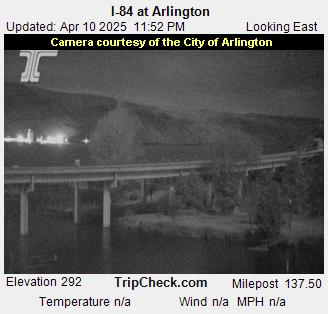 I-84 at Arlington
Updated: Apr 10 2025 11:52 PM Looking East
Camera courtesy of the City of Arlington
Elevation 292 TripCheck.com Milepost 137.50
Temperature n/a Wind n/a MPH n/a